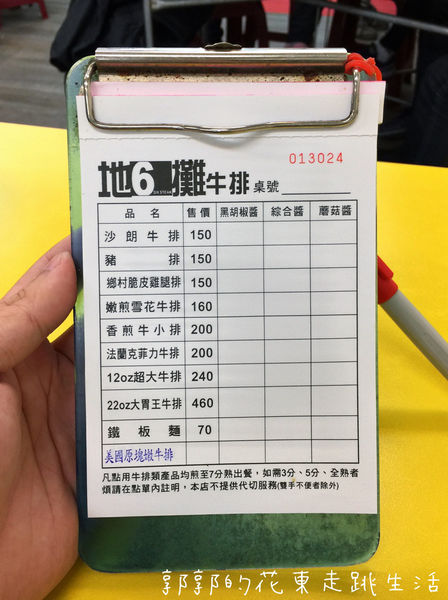 013024
地6攤牛排 桌號
品名 售價 黑胡椒醬 綜合醬 蘑菇醬
沙朗牛排 150
豬排 150
鄉村脆皮雞腿排 150
嫩煎雪花牛排 160
香煎牛小排 200
法蘭克菲力牛排 200
12oz超大牛排 240
22oz大胃王牛排 460
鐵板麵 70
美國原塊嫩牛排
凡點用牛排類產品均煎至7分熟出餐，如需3分、5分、全熟者
煩請在點單內註明，本店不提供代切服務(雙手不便者除外)
郭郭的花東走跳生活